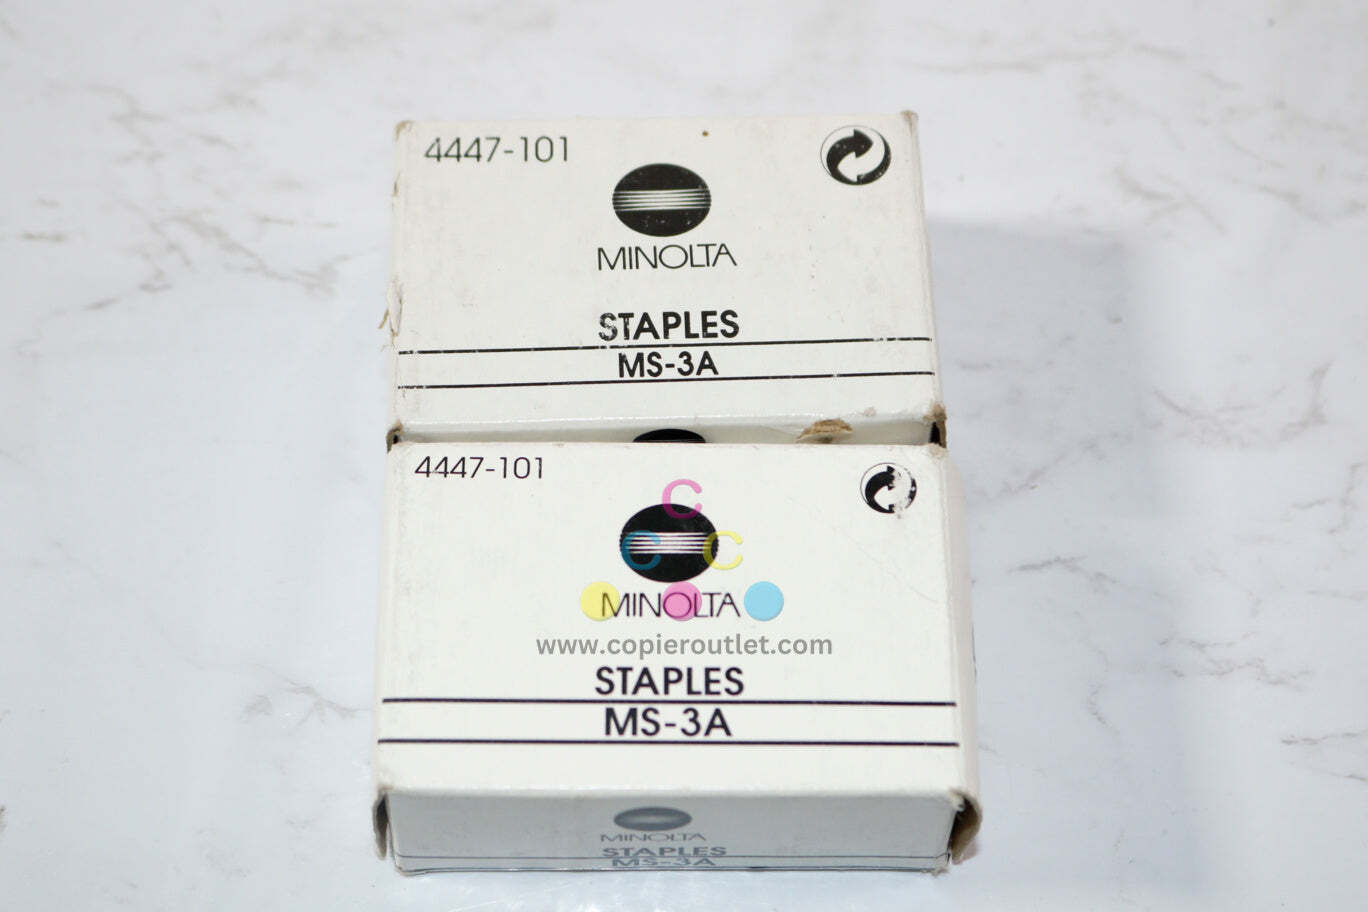 4447-101
MINOLTA
STAPLES
MS-3A
4447-101
C
C C
MINOLTA
www.copieroutlet.com
STAPLES
MS-3A
MINOLTA
STAPLES
MS-3A